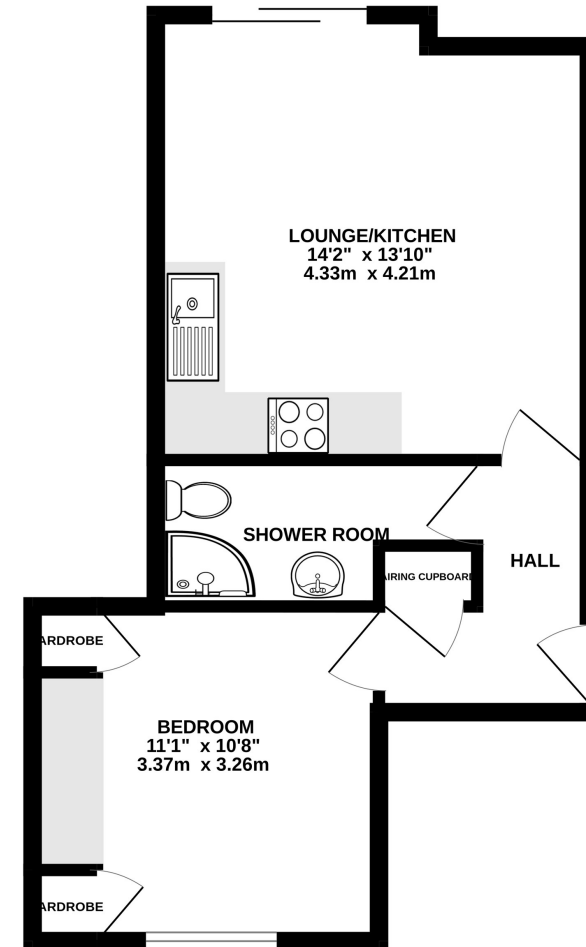 LOUNGE/KITCHEN
14'2" x 13'10"
4.33m x 4.21m
SHOWER ROOM
HALL
AIRING CUPBOARD
ARDROBE
BEDROOM
11'1" x 10'8"
3.37m x 3.26m
ARDROBE